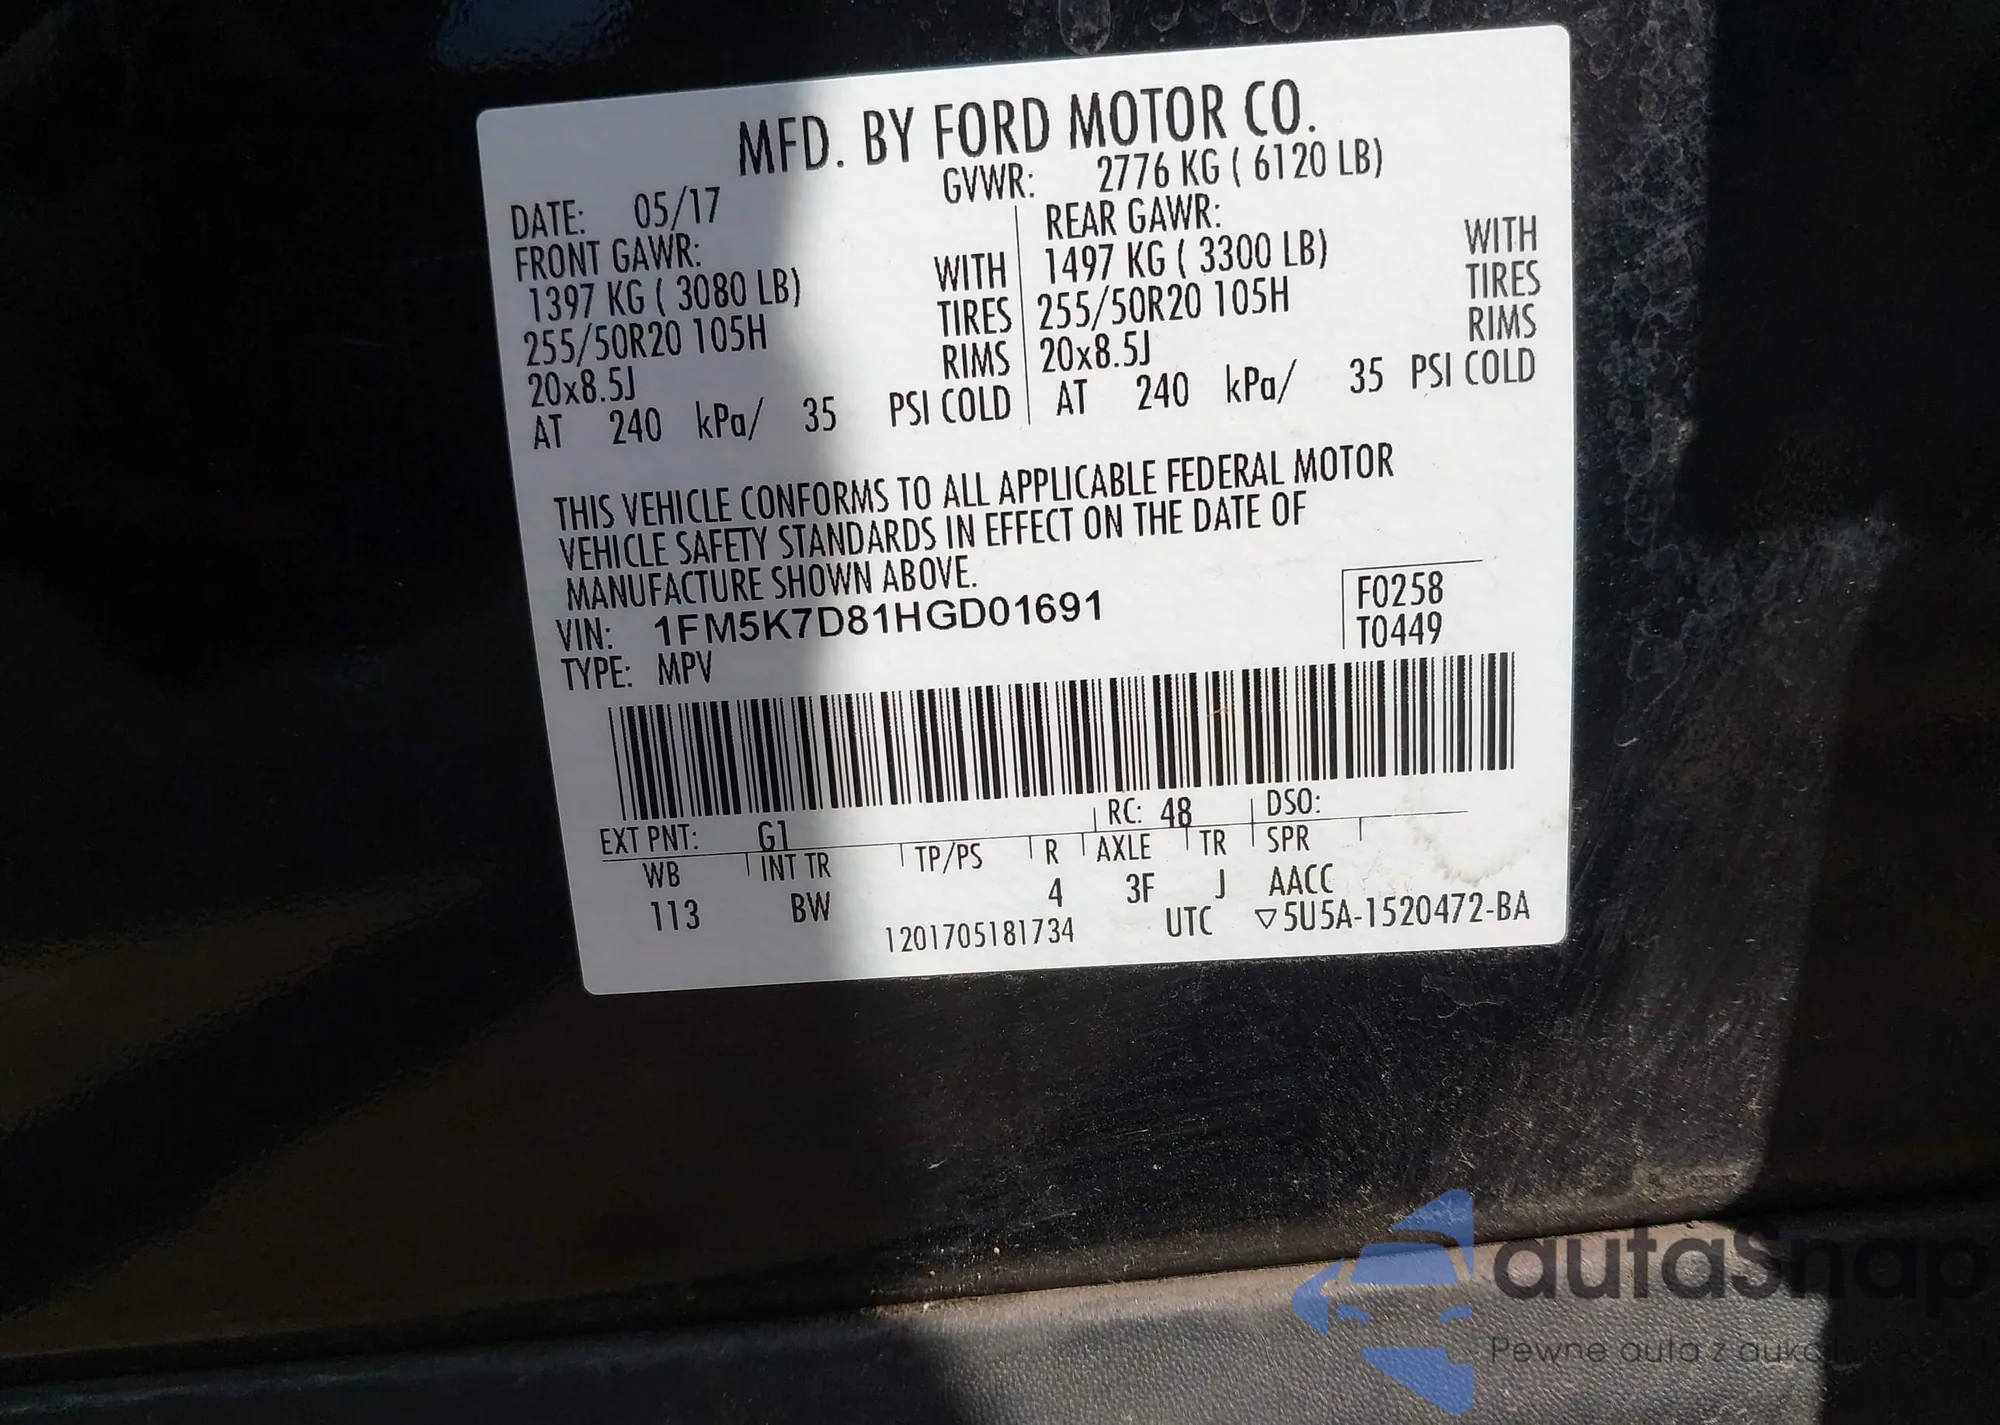 MFD. BY FORD MOTOR CO.
DATE: 05/17 GVWR: 2776 KG ( 6120 LB)
FRONT GAWR: REAR GAWR:
1397 KG ( 3080 LB) WITH 1497 KG ( 3300 LB) WITH
255/50R20 105H TIRES 255/50R20 105H TIRES
20x8.5J RIMS 20x8.5J RIMS
AT 240 kPa/ 35 PSI COLD AT 240 kPa/ 35 PSI COLD
THIS VEHICLE CONFORMS TO ALL APPLICABLE FEDERAL MOTOR
VEHICLE SAFETY STANDARDS IN EFFECT ON THE DATE OF
MANUFACTURE SHOWN ABOVE.
VIN: 1FM5K7D81HGD01691 F0258
TYPE: MPV T0449
EXT PNT: G1 RC: 48 DSO:
WB INT TR TP/PS R AXLE TR SPR
113 BW 4 3F J AACC
1201705181734 UTC ▽5U5A-1520472-BA
autasnap
Pewne auta z